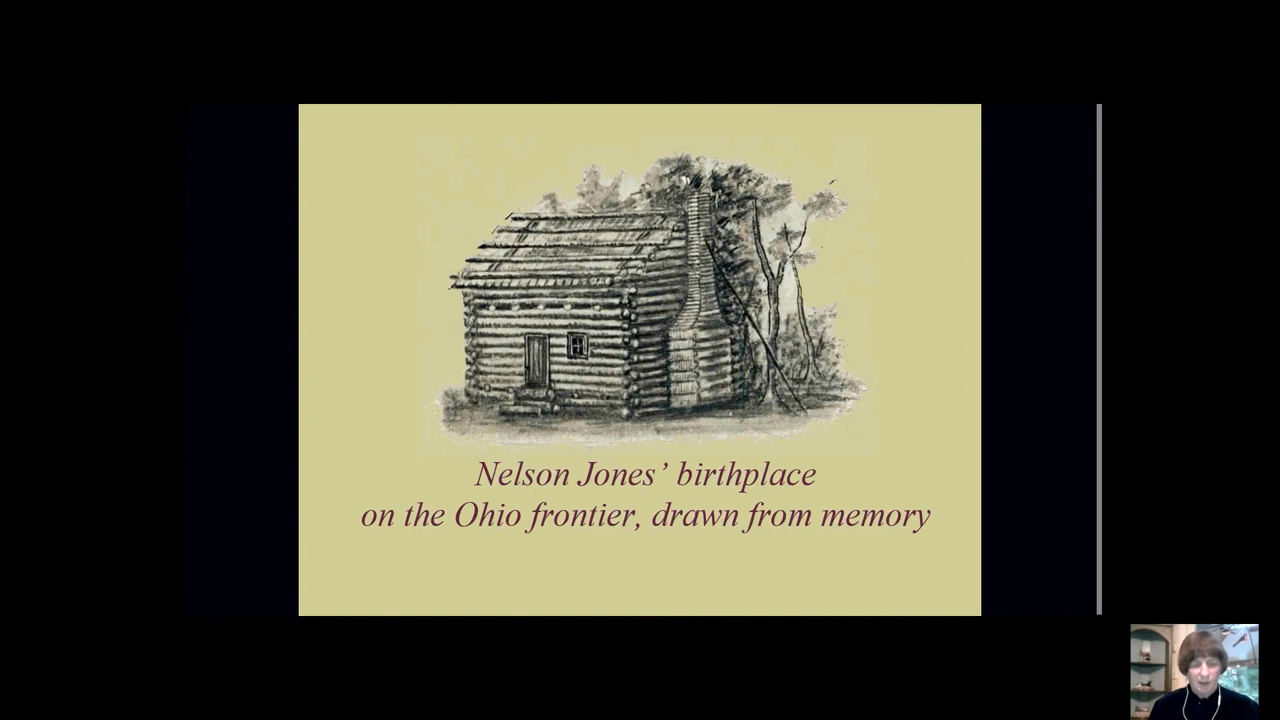 Nelson Jones’ birthplace
on the Ohio frontier, drawn from memory